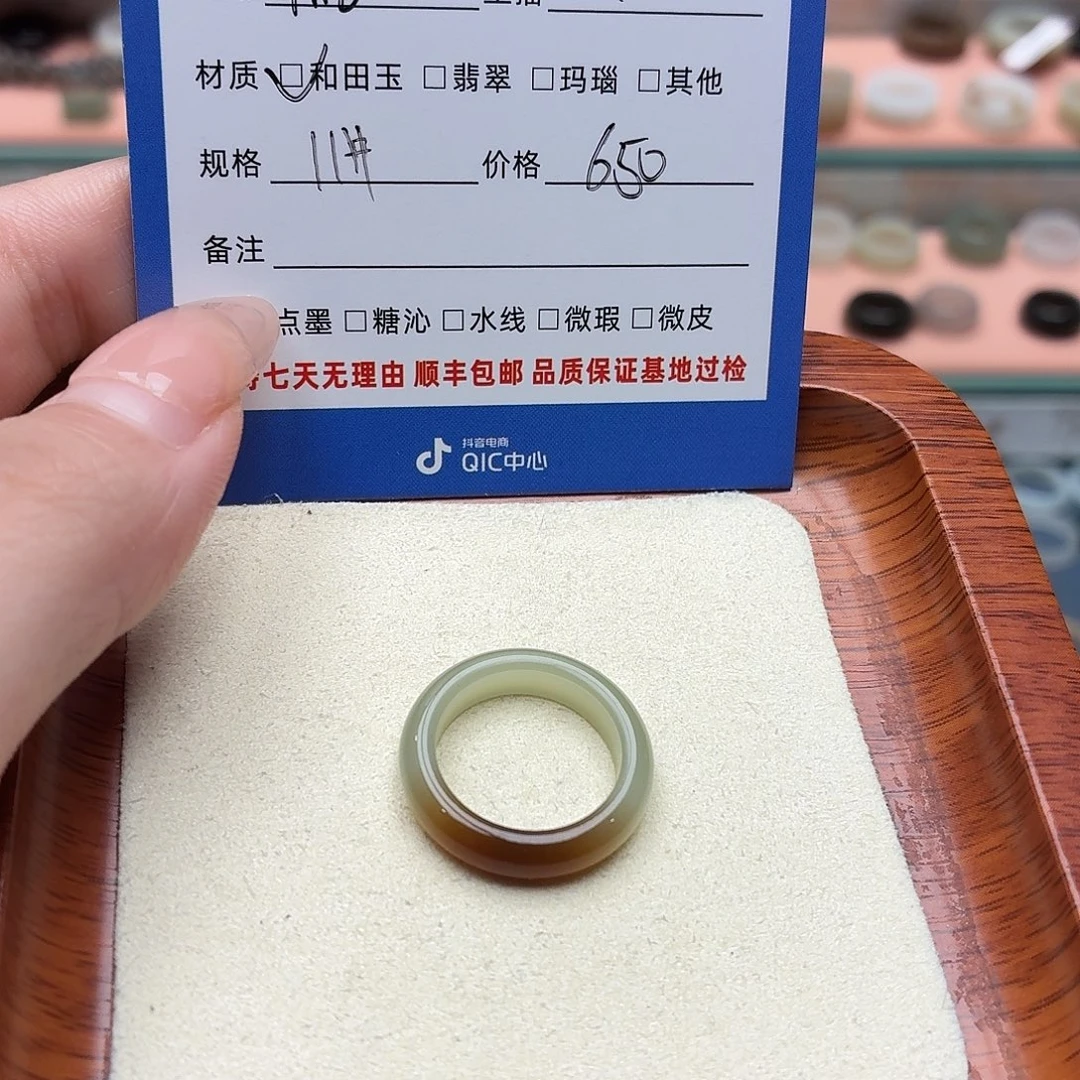 材质 ☑和田玉 □翡翠 □玛瑙 □其他
规格 11# 价格 650
备注
点墨 □糖沁 □水线 □微瑕 □微皮
七天无理由 顺丰包邮 品质保证基地过检
抖音电商
QIC中心